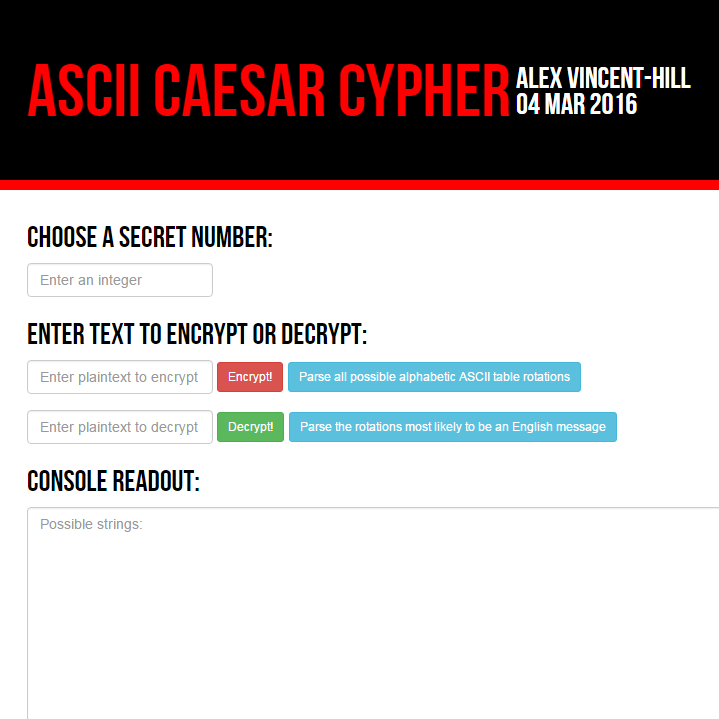 ASCII CAESAR CYPHER
ALEX VINCENT-HILL
04 MAR 2016
CHOOSE A SECRET NUMBER:
Enter an integer
ENTER TEXT TO ENCRYPT OR DECRYPT:
Enter plaintext to encrypt Encrypt! Parse all possible alphabetic ASCII table rotations
Enter plaintext to decrypt Decrypt! Parse the rotations most likely to be an English message
CONSOLE READOUT:
Possible strings: